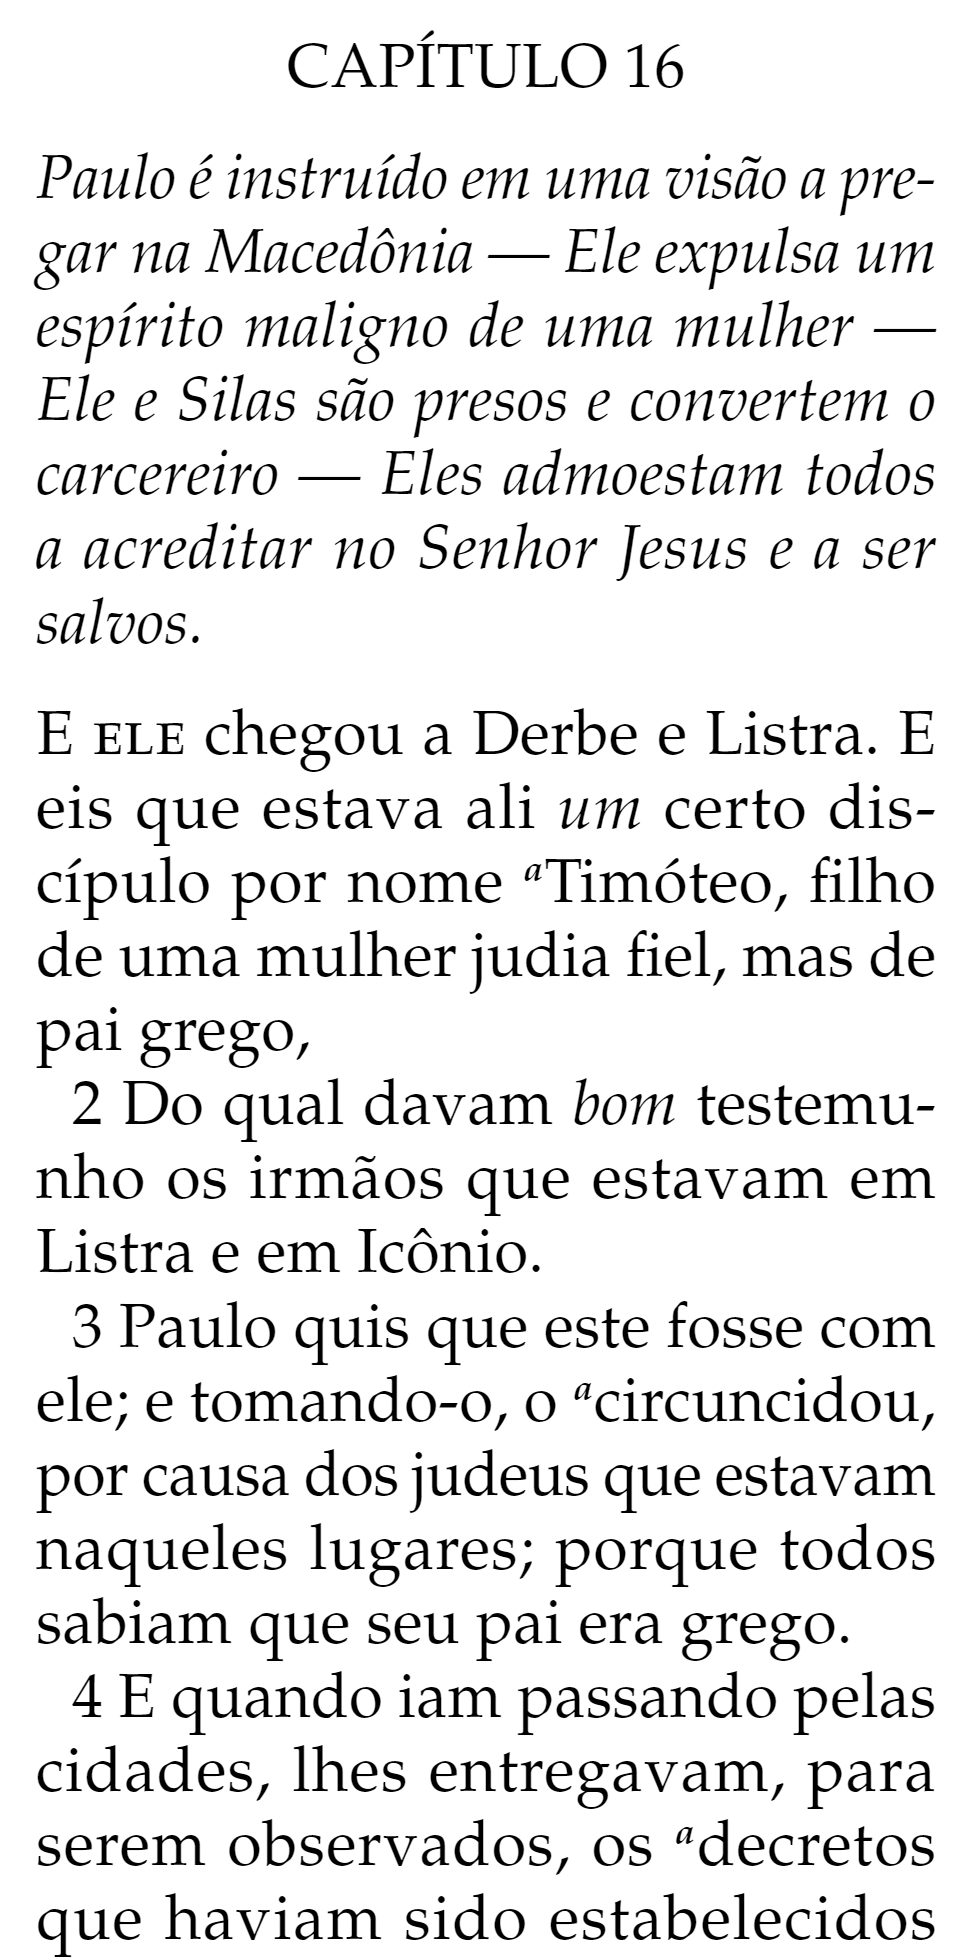 CAPÍTULO 16
Paulo é instruído em uma visão a pre-
gar na Macedônia — Ele expulsa um
espírito maligno de uma mulher —
Ele e Silas são presos e convertem o
carcereiro — Eles admoestam todos
a acreditar no Senhor Jesus e a ser
salvos.
E ELE chegou a Derbe e Listra. E
eis que estava ali um certo dis-
cípulo por nome aTimóteo, filho
de uma mulher judia fiel, mas de
pai grego,
2 Do qual davam bom testemu-
nho os irmãos que estavam em
Listra e em Icônio.
3 Paulo quis que este fosse com
ele; e tomando-o, o acircuncidou,
por causa dos judeus que estavam
naqueles lugares; porque todos
sabiam que seu pai era grego.
4 E quando iam passando pelas
cidades, lhes entregavam, para
serem observados, os adecretos
que haviam sido estabelecidos